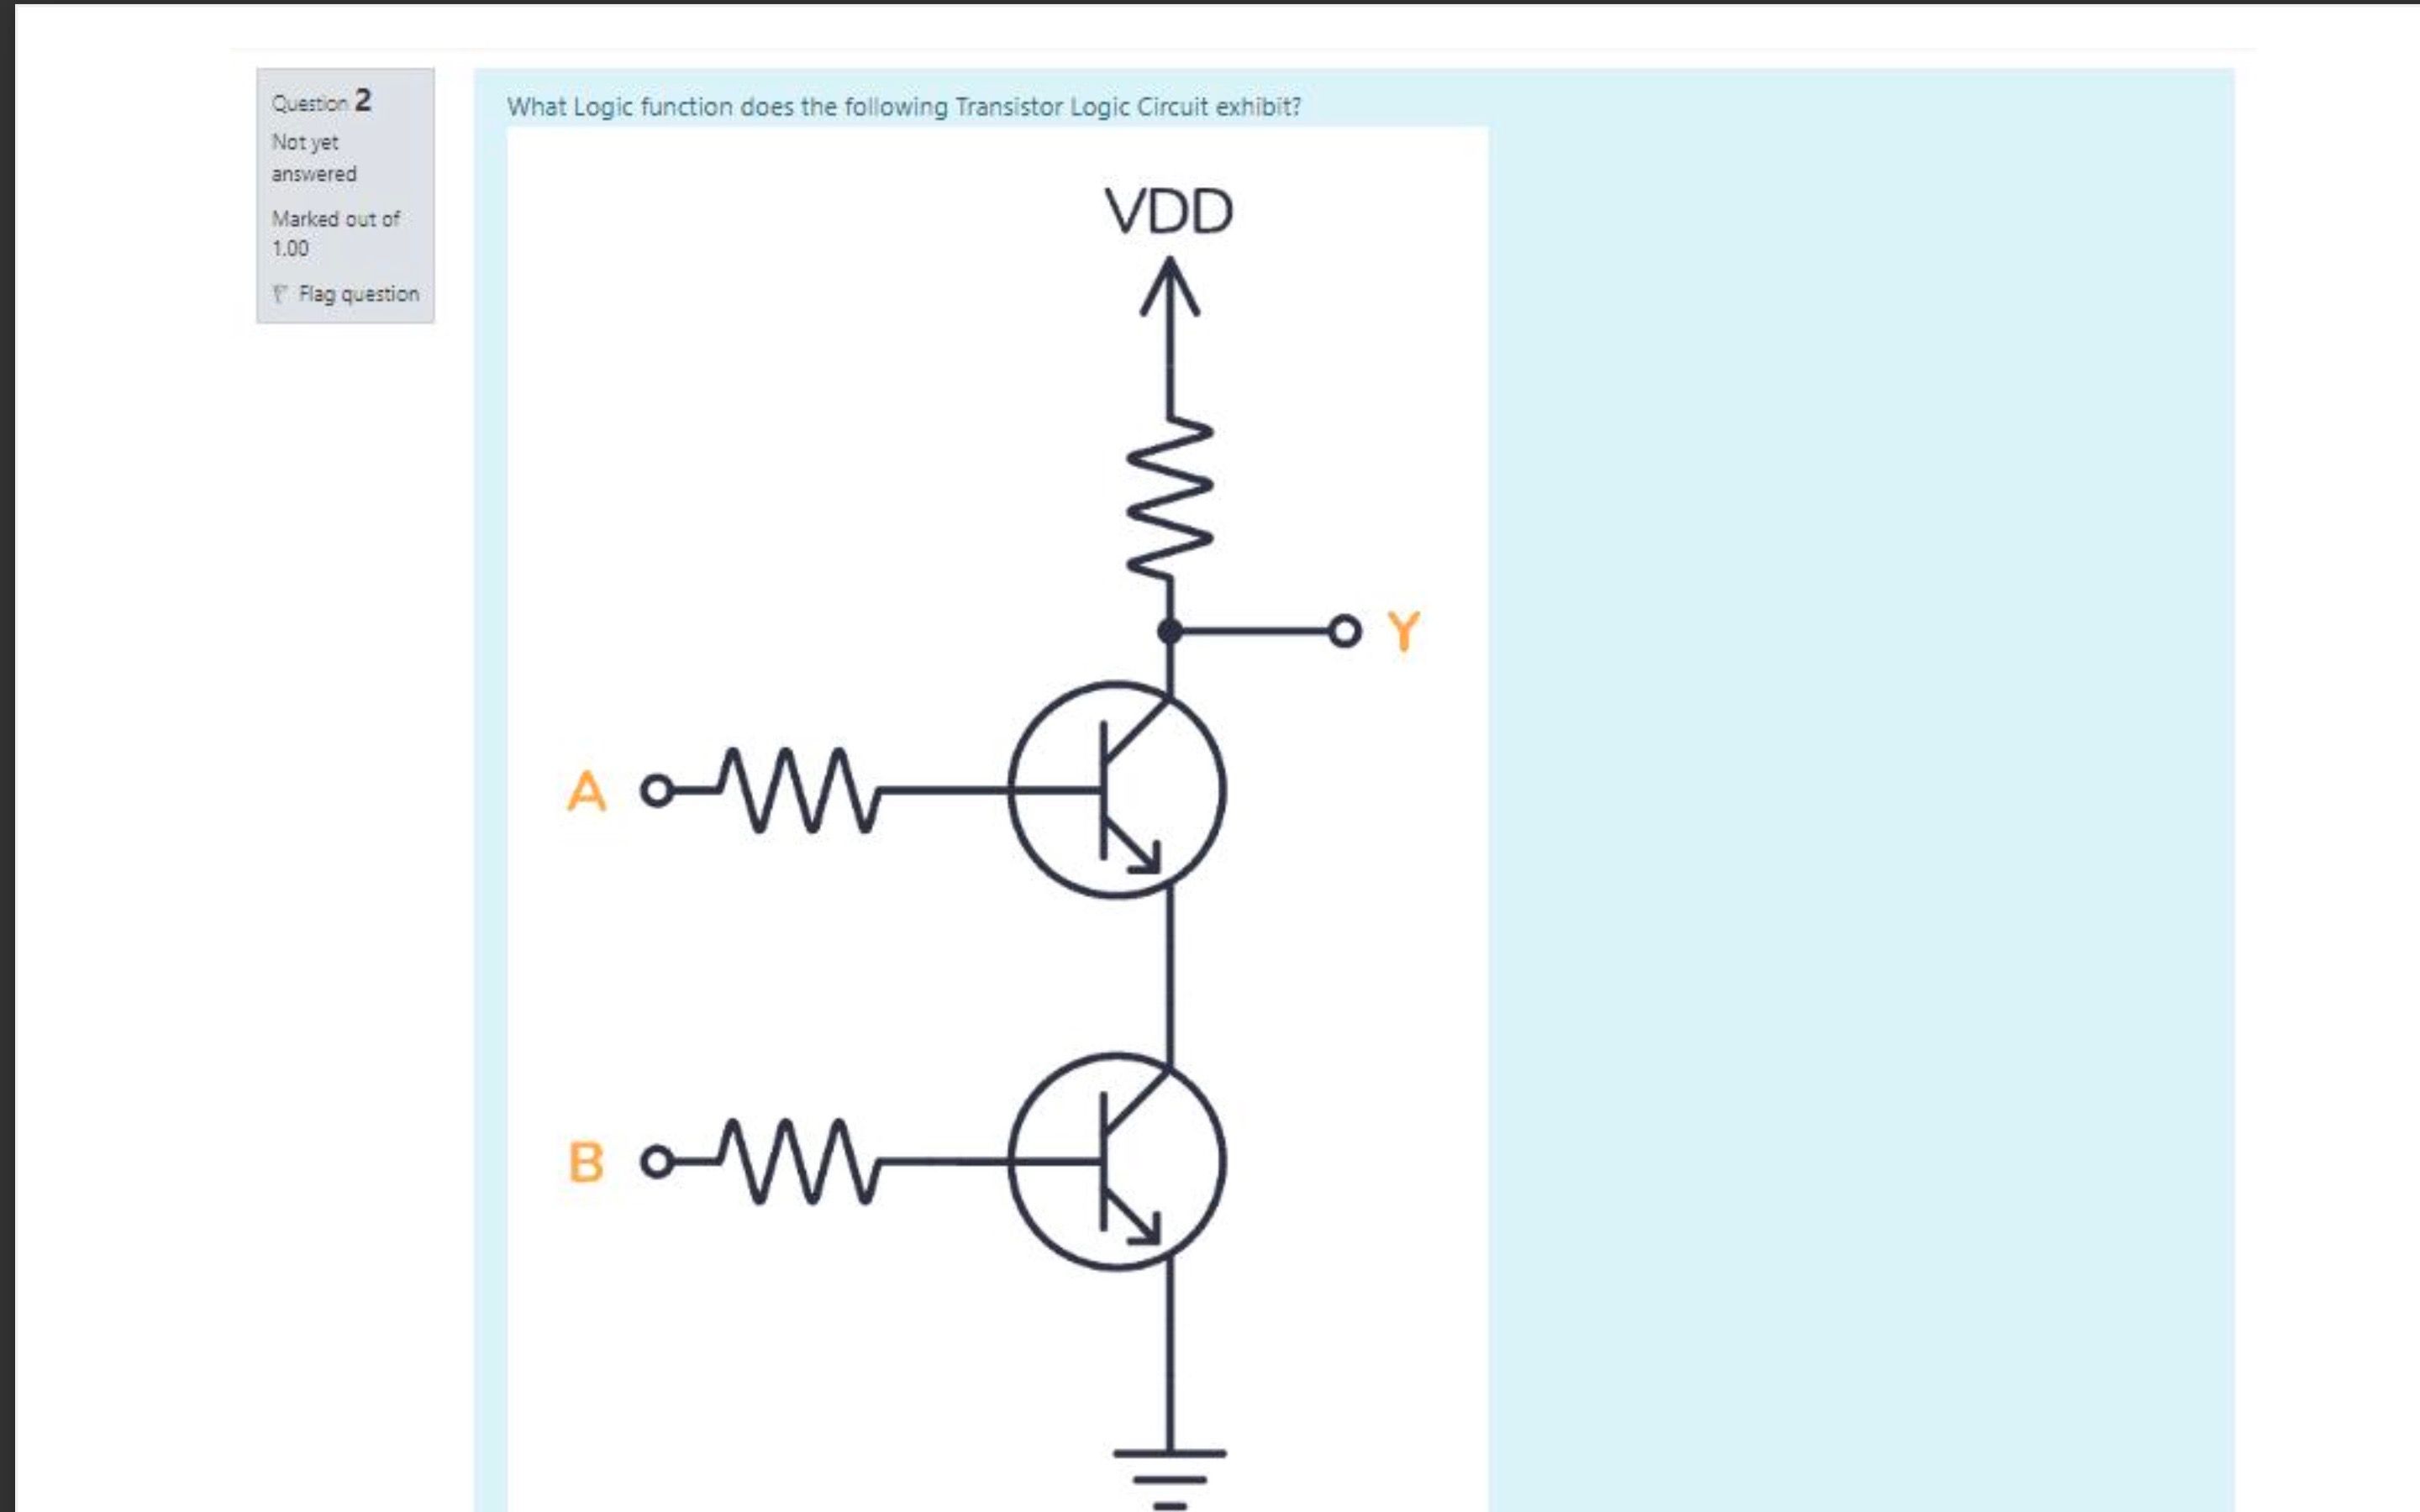 Question 2
Not yet
answered
Marked out of
1.00
Flag question
What Logic function does the following Transistor Logic Circuit exhibit?
VDD
Y
A
B